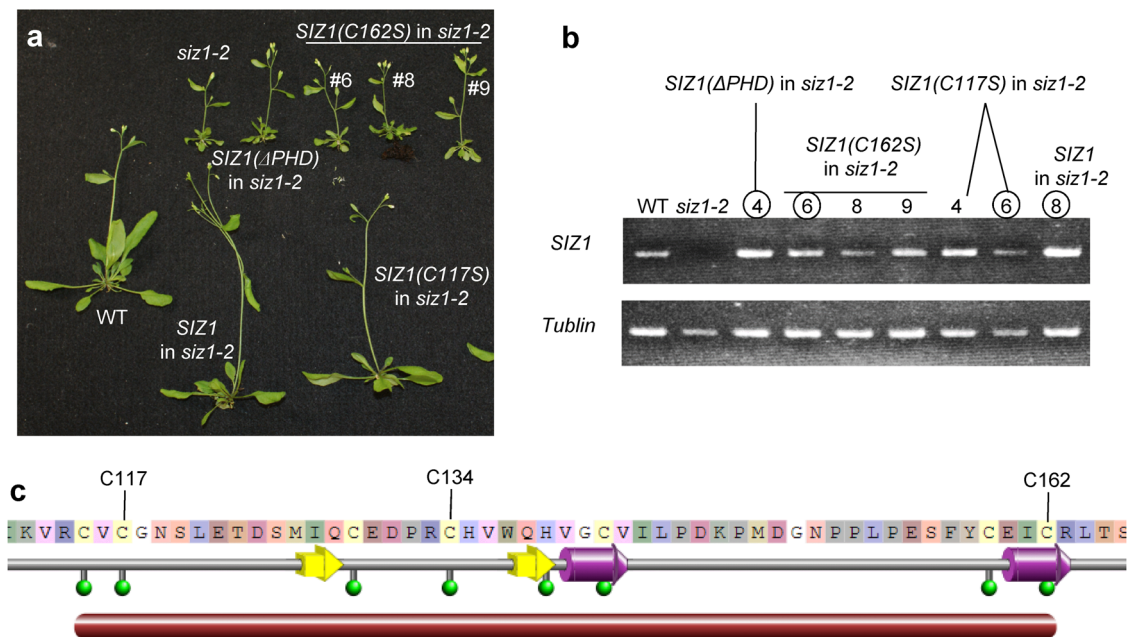 a
siz1-2
SIZ1(C162S) in siz1-2
#6
#8
#9
SIZ1(ΔPHD)
in siz1-2
WT
SIZ1
in siz1-2
SIZ1(C117S)
in siz1-2
b
SIZ1(ΔPHD) in siz1-2
SIZ1(C117S) in siz1-2
SIZ1(C162S)
in siz1-2
SIZ1
in siz1-2
WT siz1-2 4 6 8 9 4 6 8
SIZ1
Tublin
c
C117 C134 C162
I K V R C V C G N S L E T D S M I Q C E D P R C H V W Q H V G C V I L P D K P M D G N P P L P E S F Y C E I C R L T S